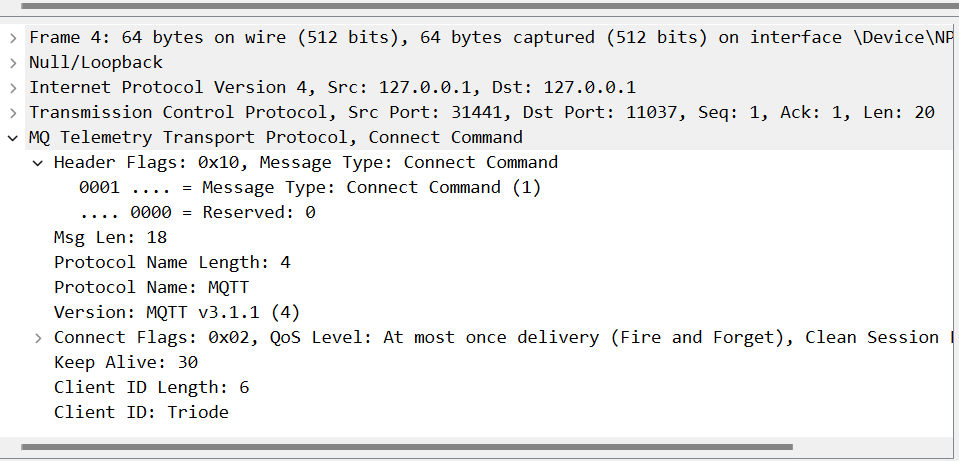 Frame 4: 64 bytes on wire (512 bits), 64 bytes captured (512 bits) on interface \Device\NP
Null/Loopback
Internet Protocol Version 4, Src: 127.0.0.1, Dst: 127.0.0.1
Transmission Control Protocol, Src Port: 31441, Dst Port: 11037, Seq: 1, Ack: 1, Len: 20
MQ Telemetry Transport Protocol, Connect Command
Header Flags: 0x10, Message Type: Connect Command
0001 .... = Message Type: Connect Command (1)
.... 0000 = Reserved: 0
Msg Len: 18
Protocol Name Length: 4
Protocol Name: MQTT
Version: MQTT v3.1.1 (4)
Connect Flags: 0x02, QoS Level: At most once delivery (Fire and Forget), Clean Session
Keep Alive: 30
Client ID Length: 6
Client ID: Triode